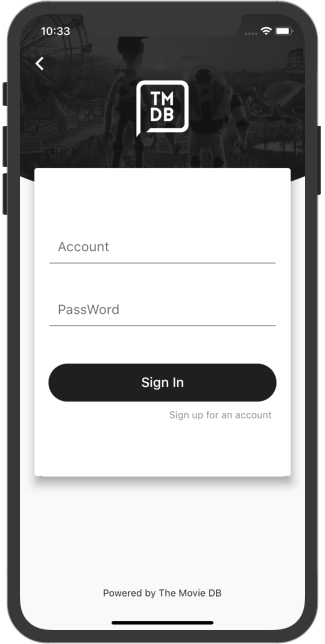 10:33
TM
DB
Account
PassWord
Sign In
Sign up for an account
Powered by The Movie DB